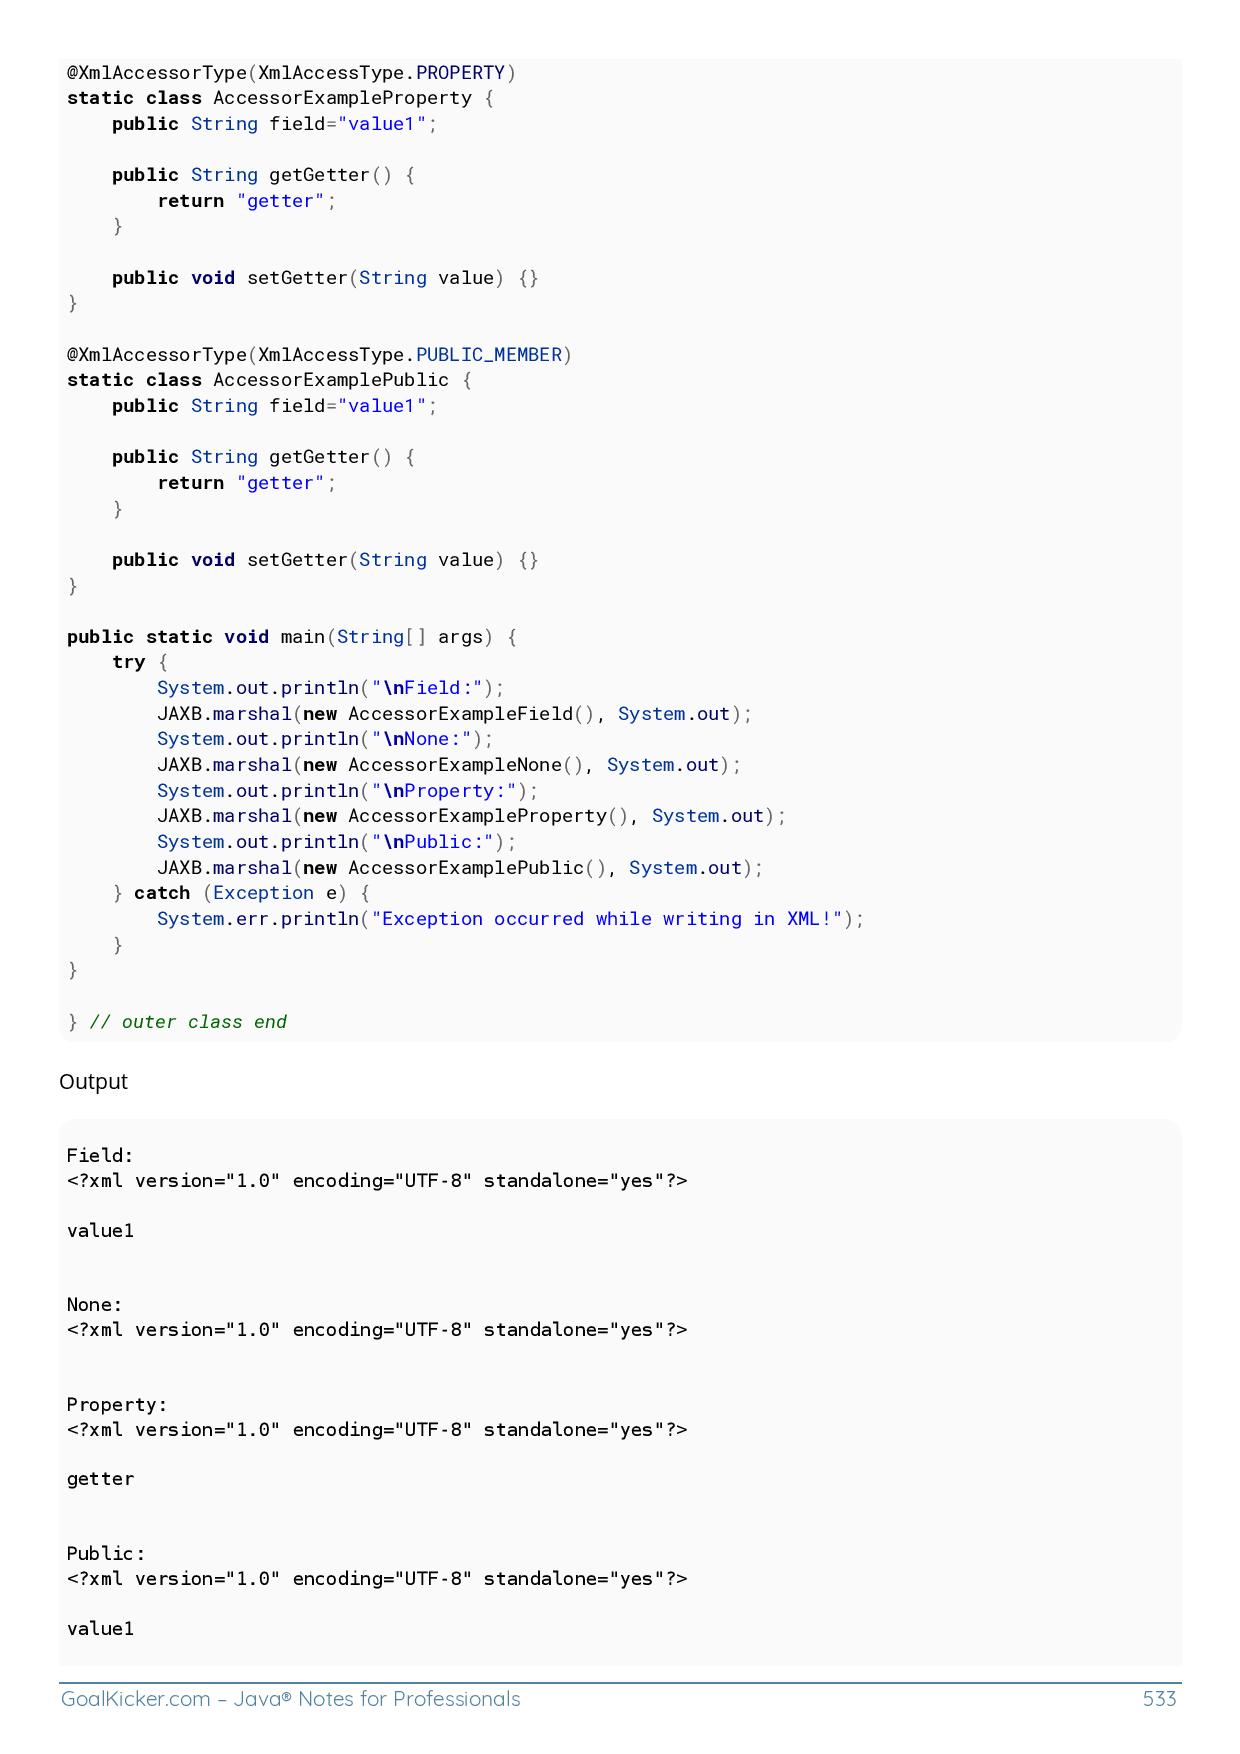 @XmlAccessorType(XmlAccessType.PROPERTY)
static class AccessorExampleProperty {
    public String field="value1";

    public String getGetter() {
        return "getter";
    }

    public void setGetter(String value) {}
}

@XmlAccessorType(XmlAccessType.PUBLIC_MEMBER)
static class AccessorExamplePublic {
    public String field="value1";

    public String getGetter() {
        return "getter";
    }

    public void setGetter(String value) {}
}

public static void main(String[] args) {
    try {
        System.out.println("\nField:");
        JAXB.marshal(new AccessorExampleField(), System.out);
        System.out.println("\nNone:");
        JAXB.marshal(new AccessorExampleNone(), System.out);
        System.out.println("\nProperty:");
        JAXB.marshal(new AccessorExampleProperty(), System.out);
        System.out.println("\nPublic:");
        JAXB.marshal(new AccessorExamplePublic(), System.out);
    } catch (Exception e) {
        System.err.println("Exception occurred while writing in XML!");
    }
}

} // outer class end

Output

Field:
<?xml version="1.0" encoding="UTF-8" standalone="yes"?>

value1

None:
<?xml version="1.0" encoding="UTF-8" standalone="yes"?>

Property:
<?xml version="1.0" encoding="UTF-8" standalone="yes"?>

getter

Public:
<?xml version="1.0" encoding="UTF-8" standalone="yes"?>

value1

GoalKicker.com – Java® Notes for Professionals 533